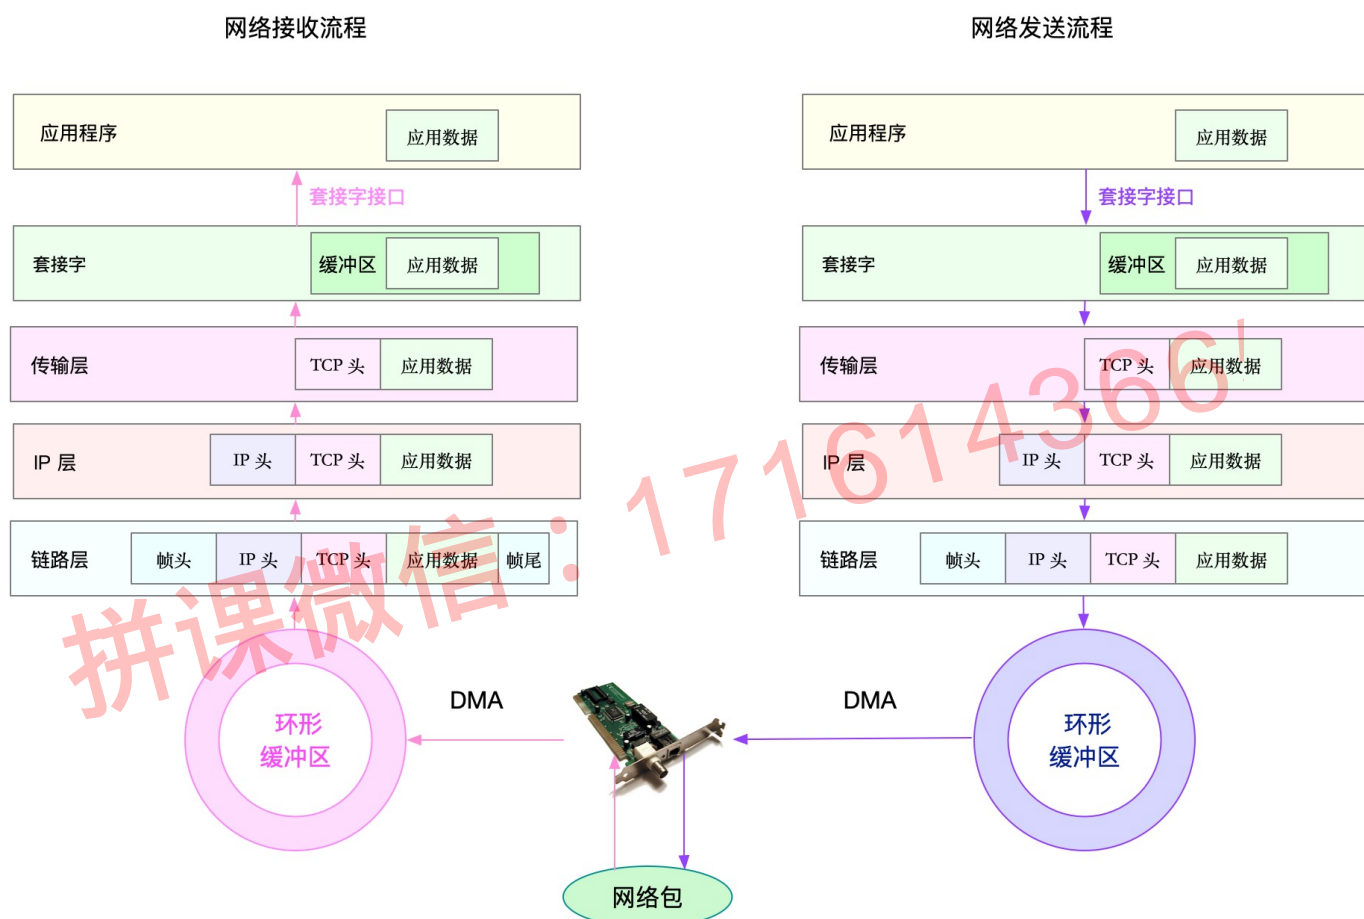 网络接收流程
网络发送流程
应用程序
应用数据
套接字接口
套接字
缓冲区
应用数据
传输层
TCP 头
应用数据
IP 层
IP 头
TCP 头
应用数据
链路层
帧头
IP 头
TCP 头
应用数据
帧尾
环形
缓冲区
DMA
应用程序
应用数据
套接字接口
套接字
缓冲区
应用数据
传输层
TCP 头
应用数据
IP 层
IP 头
TCP 头
应用数据
链路层
帧头
IP 头
TCP 头
应用数据
DMA
环形
缓冲区
网络包
拼课微信：171614366